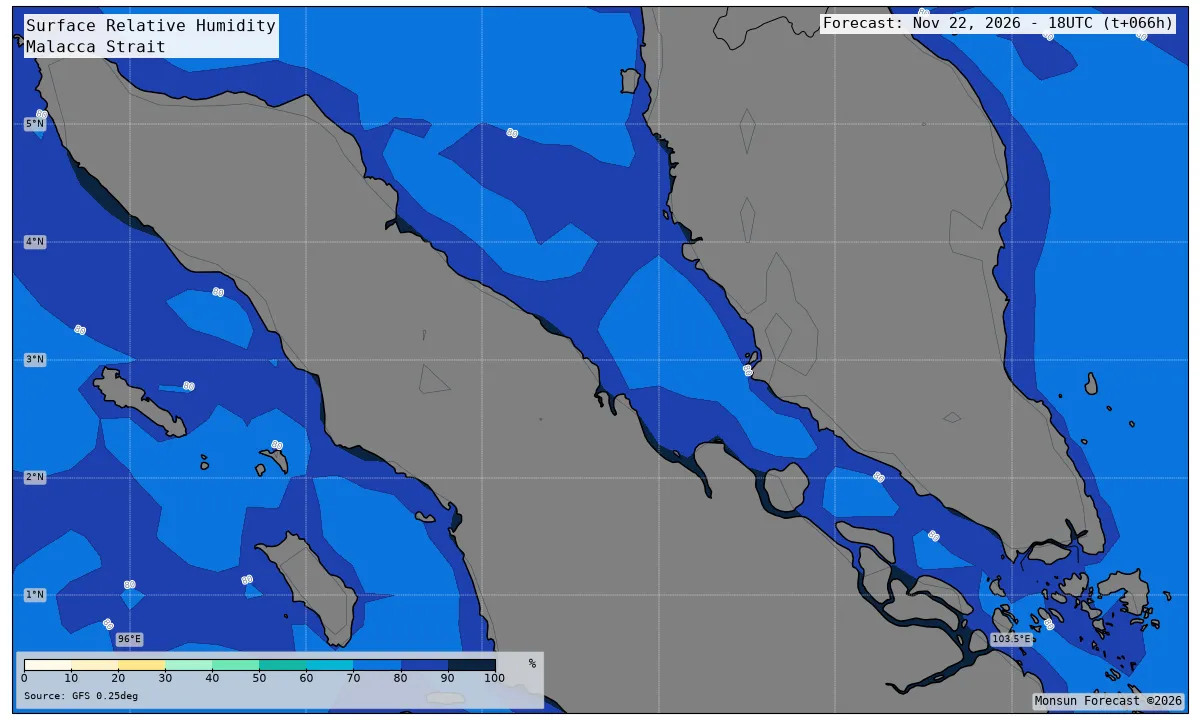 Surface Relative Humidity
Malacca Strait
Forecast: Nov 22, 2026 - 18UTC (t+066h)
80
80
80
80
5°N
80
4°N
80
80
3°N
80
80
80
2°N
80
80
80
80
1°N
80
80
96°E
103.5°E
0 10 20 30 40 50 60 70 80 90 100
%
Source: GFS 0.25deg
Monsun Forecast ©2026